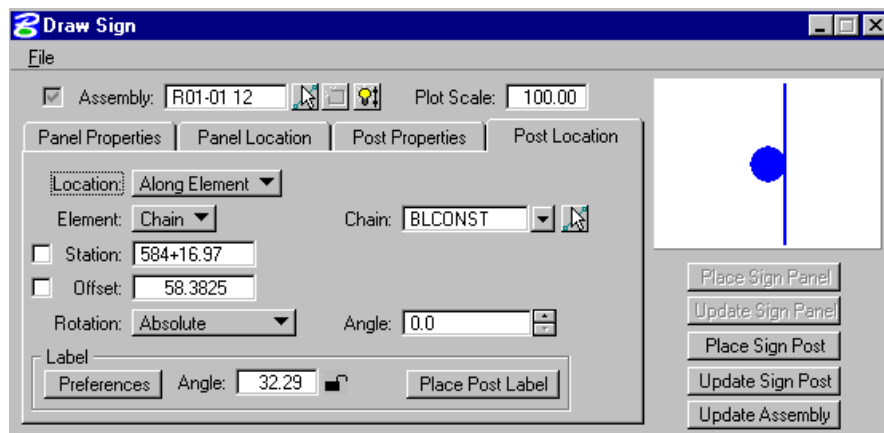 Draw Sign
File
Assembly: R01-01 12 Plot Scale: 100.00
Panel Properties Panel Location Post Properties Post Location
Location: Along Element
Element: Chain Chain: BLCONST
Station: 584+16.97
Offset: 58.3825
Rotation: Absolute Angle: 0.0
Label
Preferences Angle: 32.29 Place Post Label
Place Sign Panel
Update Sign Panel
Place Sign Post
Update Sign Post
Update Assembly